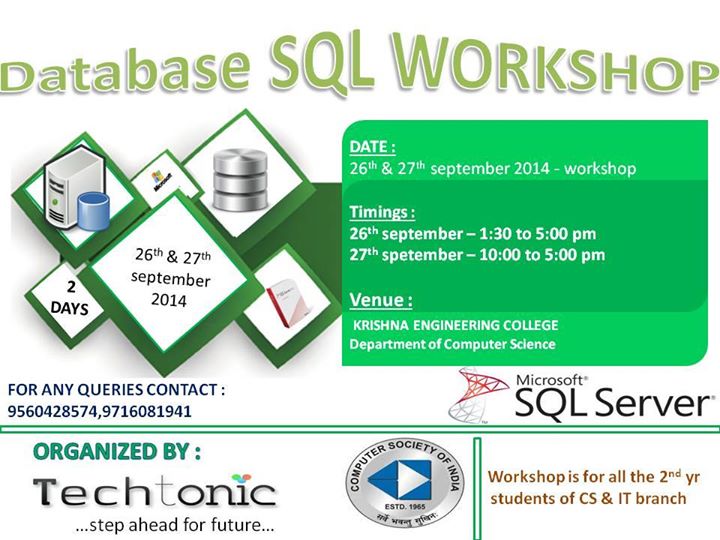 Database SQL WORKSHOP
Microsoft
26th & 27th
september
2014
2
DAYS
DATE :
26th & 27th september 2014 - workshop
Timings :
26th september – 1:30 to 5:00 pm
27th spetember – 10:00 to 5:00 pm
Venue :
KRISHNA ENGINEERING COLLEGE
Department of Computer Science
FOR ANY QUERIES CONTACT :
9560428574,9716081941
Microsoft®
SQL Server®
ORGANIZED BY :
Techtonic
...step ahead for future...
COMPUTER SOCIETY OF INDIA
ESTD. 1965
सर्वे भवन्तु सुखिनः
Workshop is for all the 2nd yr
students of CS & IT branch